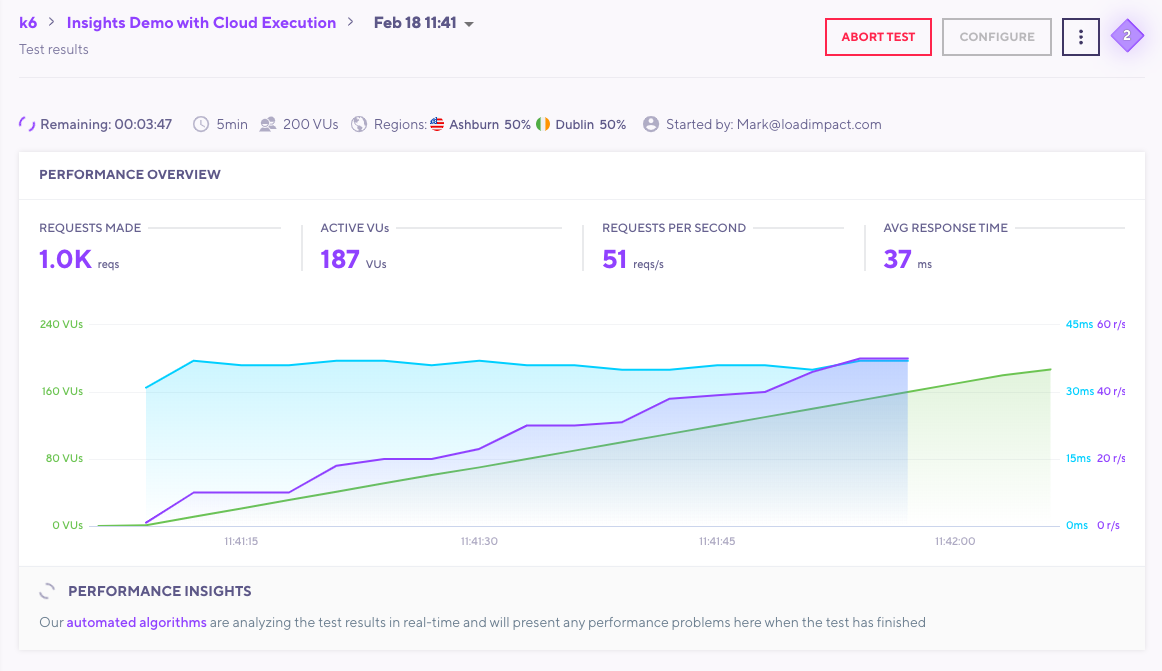 k6 > Insights Demo with Cloud Execution > Feb 18 11:41
Test results
ABORT TEST
CONFIGURE
2
Remaining: 00:03:47 5min 200 VUs Regions: Ashburn 50% Dublin 50% Started by: Mark@loadimpact.com
PERFORMANCE OVERVIEW
REQUESTS MADE
1.0K reqs
ACTIVE VUs
187 VUs
REQUESTS PER SECOND
51 reqs/s
AVG RESPONSE TIME
37 ms
240 VUs 45ms 60 r/s
160 VUs 30ms 40 r/s
80 VUs 15ms 20 r/s
0 VUs 0ms 0 r/s
11:41:15 11:41:30 11:41:45 11:42:00
PERFORMANCE INSIGHTS
Our automated algorithms are analyzing the test results in real-time and will present any performance problems here when the test has finished